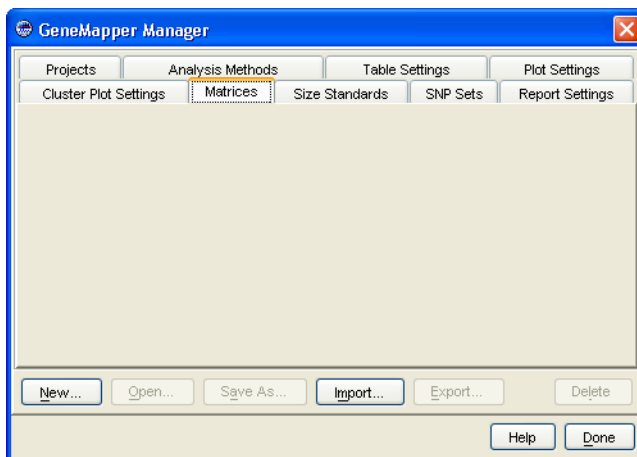 GeneMapper Manager
Projects Analysis Methods Table Settings Plot Settings
Cluster Plot Settings Matrices Size Standards SNP Sets Report Settings
New... Open... Save As... Import... Export... Delete
Help Done